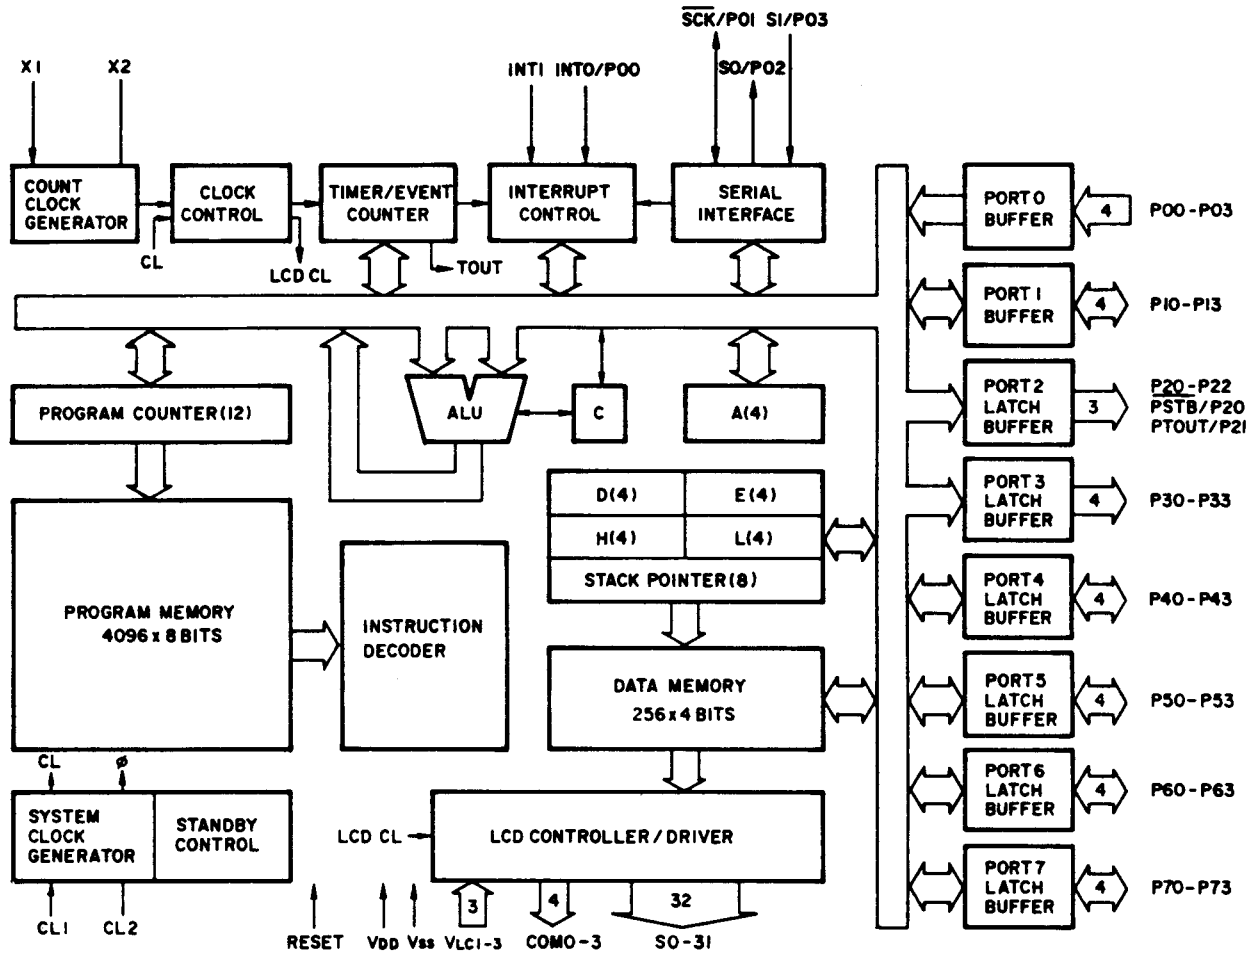 SCK/P01 SI/P03
X1 X2
INT1 INT0/P00
SO/P02
COUNT
CLOCK
GENERATOR
CLOCK
CONTROL
TIMER/EVENT
COUNTER
INTERRUPT
CONTROL
SERIAL
INTERFACE
PORT 0
BUFFER
4
P00-P03
CL
LCD CL
TOUT
PORT 1
BUFFER
4
P10-P13
PROGRAM COUNTER(12)
ALU
C
A(4)
PORT 2
LATCH
BUFFER
3
P20-P22
PSTB/P20
PTOUT/P21
D(4)
E(4)
H(4)
L(4)
STACK POINTER(8)
PORT 3
LATCH
BUFFER
4
P30-P33
PROGRAM MEMORY
4096 x 8 BITS
INSTRUCTION
DECODER
PORT 4
LATCH
BUFFER
4
P40-P43
DATA MEMORY
256 x 4 BITS
PORT 5
LATCH
BUFFER
4
P50-P53
CL
ø
PORT 6
LATCH
BUFFER
4
P60-P63
SYSTEM
CLOCK
GENERATOR
STANDBY
CONTROL
LCD CL
LCD CONTROLLER / DRIVER
PORT 7
LATCH
BUFFER
4
P70-P73
3
4
32
CL1
CL2
RESET
VDD
VSS
VLC1-3
COM0-3
S0-31